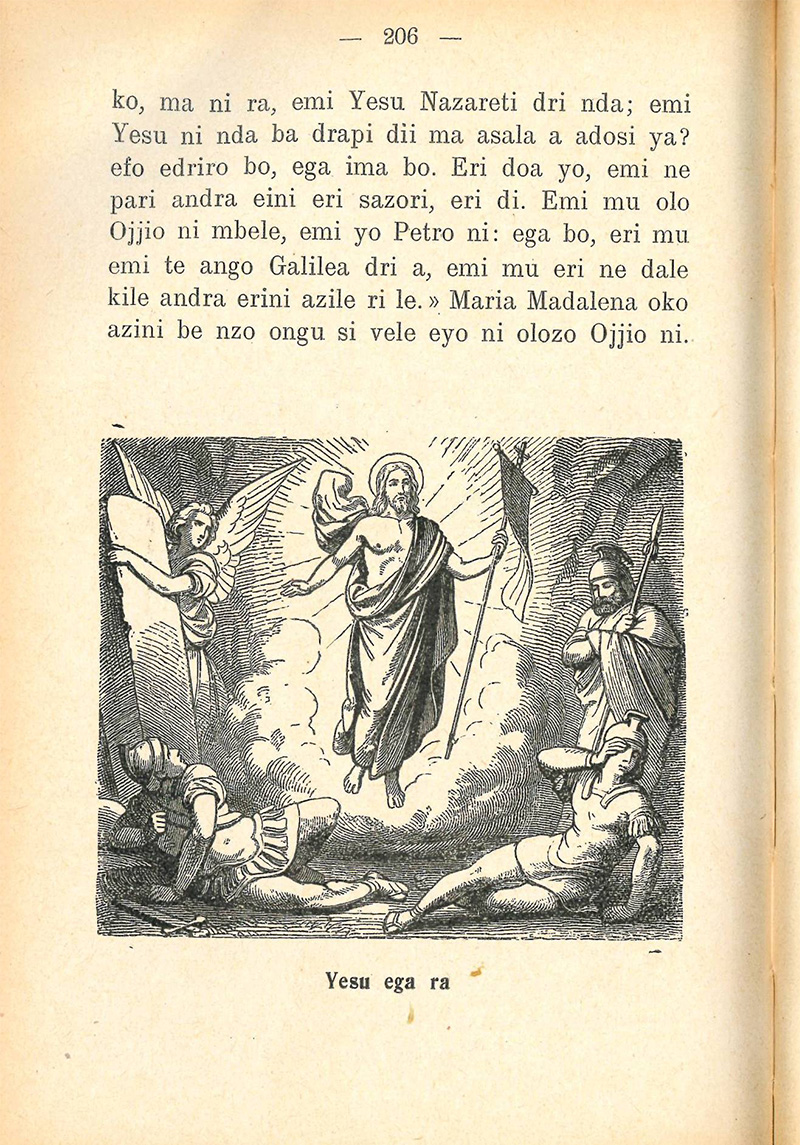 — 206 —
ko, ma ni ra, emi Yesu Nazareti dri nda; emi
Yesu ni nda ba drapi dii ma asala a adosi ya?
efo edriro bo, ega ima bo. Eri doa yo, emi ne
pari andra eini eri sazori, eri di. Emi mu olo
Ojjio ni mbele, emi yo Petro ni: ega bo, eri mu
emi te ango Galilea dri a, emi mu eri ne dale
kile andra erini azile ri le.» Maria Madalena oko
azini be nzo ongu si vele eyo ni olozo Ojjio ni.
Yesu ega ra